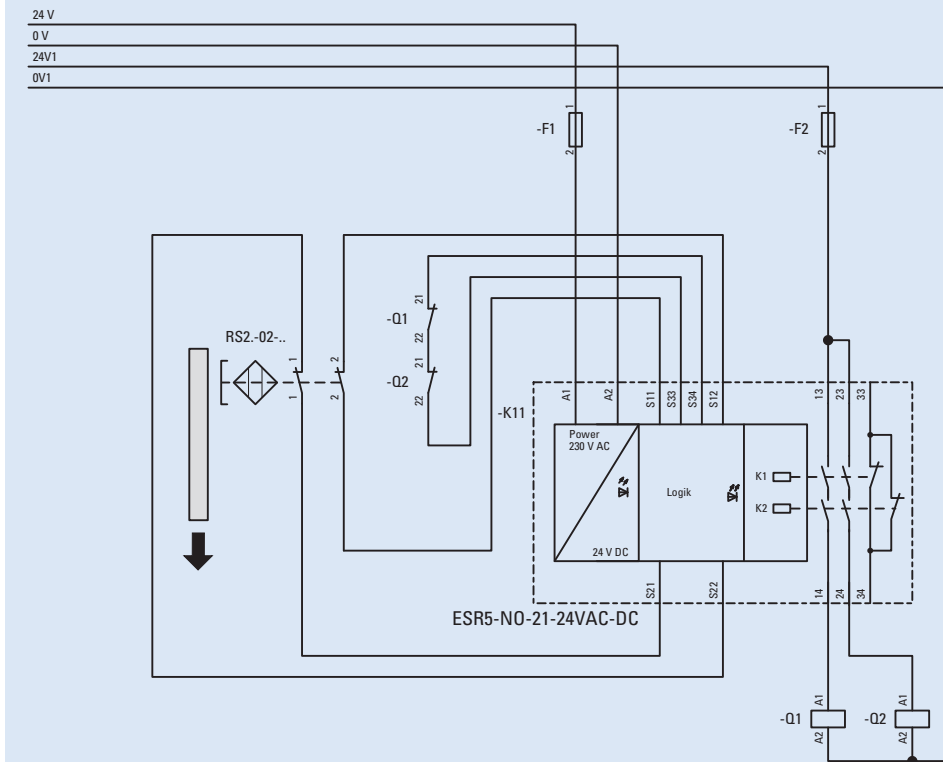 24 V
0 V
24V1
0V1
1
-F1
2
1
-F2
2
21
-Q1
22
21
-Q2
22
RS2.-02-..
1
2
1
2
-K11
A1
A2
S11
S33
S34
S12
13
23
33
Power
230 V AC
Logik
K1
K2
24 V DC
S21
S22
14
24
34
ESR5-NO-21-24VAC-DC
-Q1
A1
A2
-Q2
A1
A2